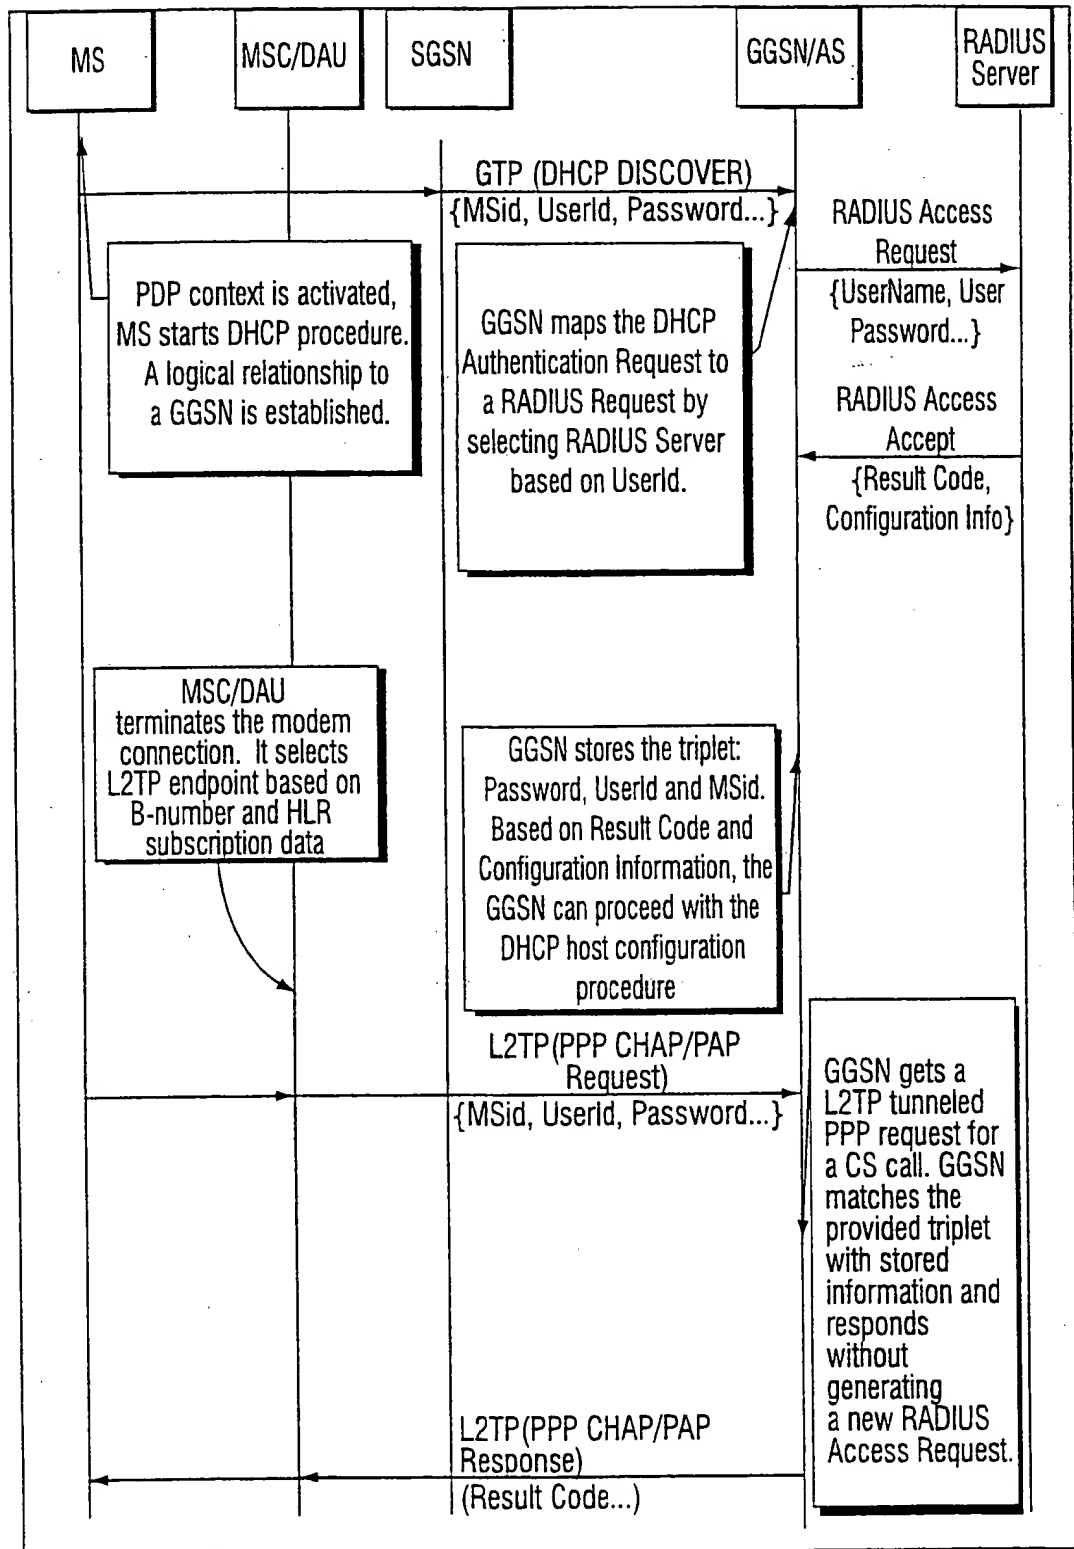 MS
MSC/DAU
SGSN
GGSN/AS
RADIUS
Server
GTP (DHCP DISCOVER)
{MSid, UserId, Password...}
RADIUS Access
Request
{UserName, User
Password...}
PDP context is activated,
MS starts DHCP procedure.
A logical relationship to
a GGSN is established.
GGSN maps the DHCP
Authentication Request to
a RADIUS Request by
selecting RADIUS Server
based on UserId.
RADIUS Access
Accept
{Result Code,
Configuration Info}
MSC/DAU
terminates the modem
connection. It selects
L2TP endpoint based on
B-number and HLR
subscription data
GGSN stores the triplet:
Password, UserId and MSid.
Based on Result Code and
Configuration Information, the
GGSN can proceed with the
DHCP host configuration
procedure
L2TP(PPP CHAP/PAP
Request)
{MSid, UserId, Password...}
GGSN gets a
L2TP tunneled
PPP request for
a CS call. GGSN
matches the
provided triplet
with stored
information and
responds
without
generating
a new RADIUS
Access Request.
L2TP(PPP CHAP/PAP
Response)
(Result Code...)